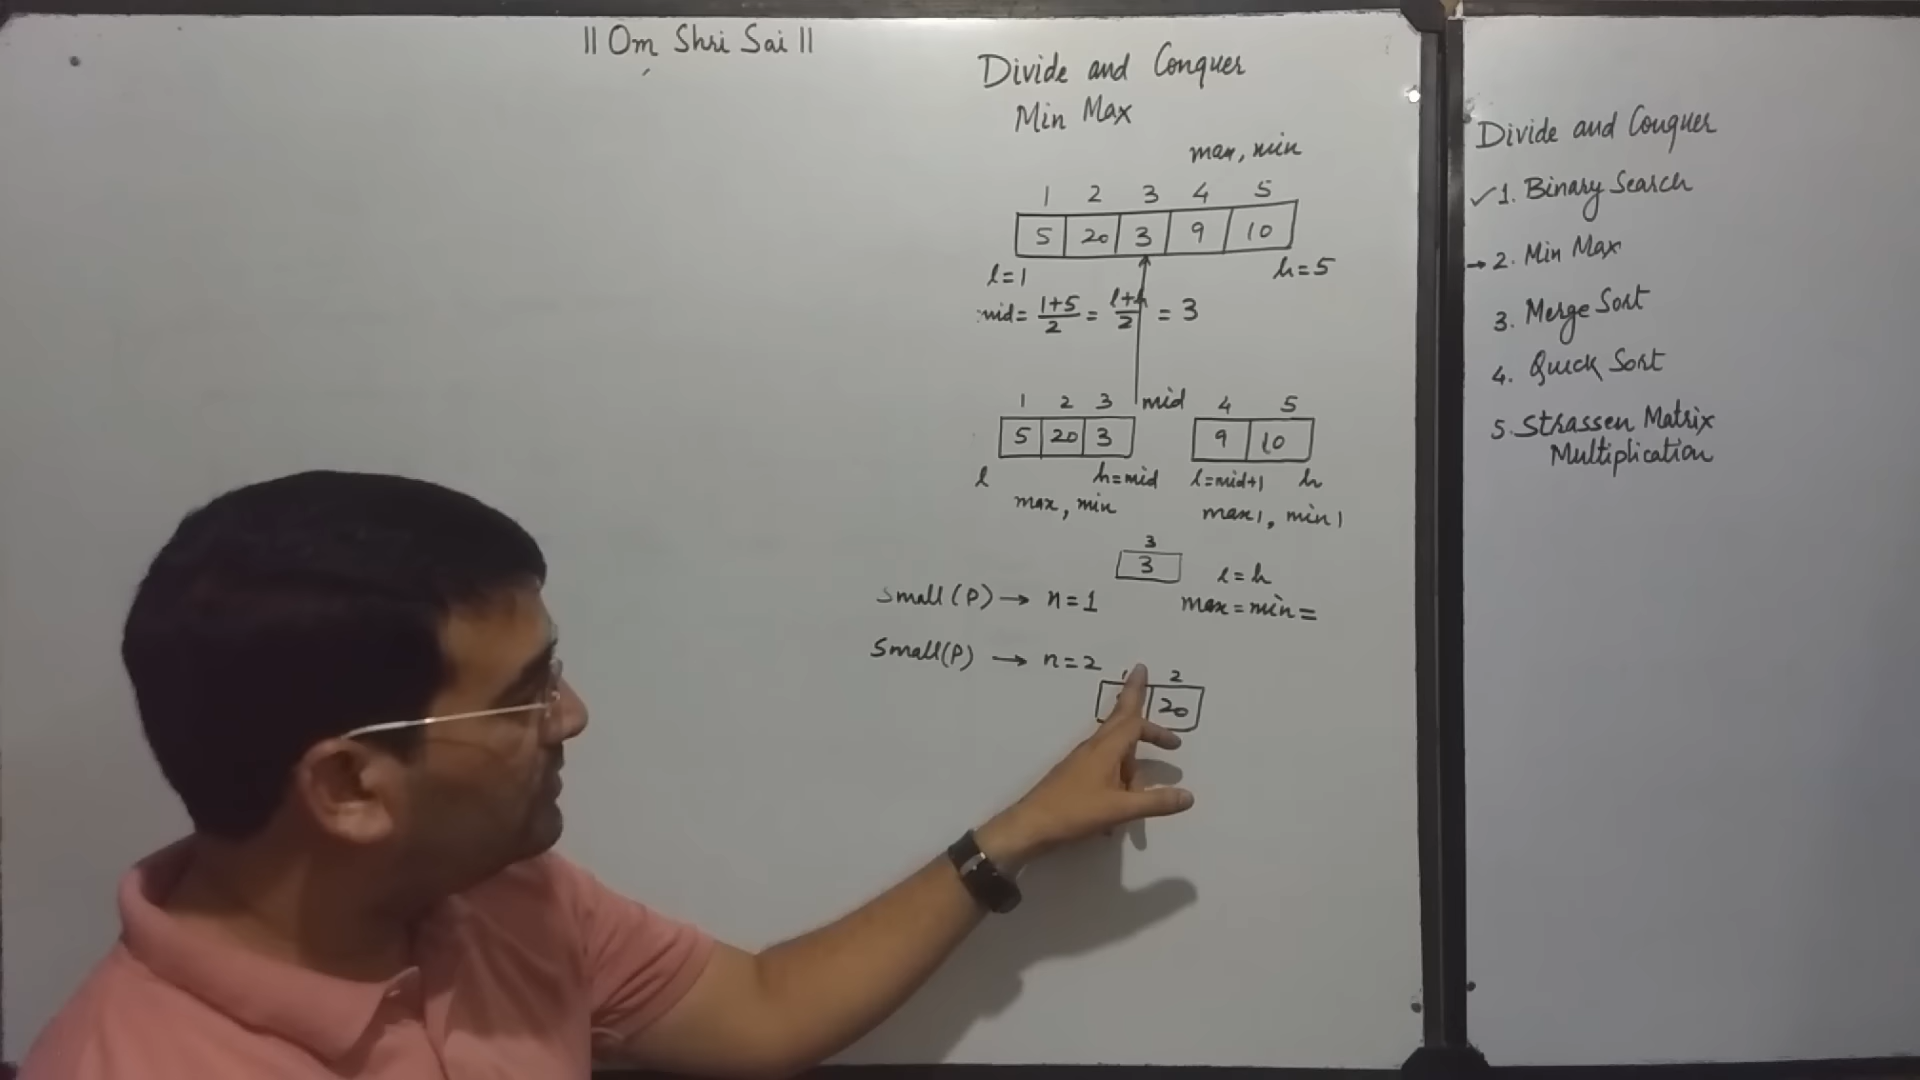 || Om Shri Sai ||
Divide and Conquer
Min Max
max, min
1 2 3 4 5
5 20 3 9 10
l=1 h=5
mid= 1+5/2 = l+h/2 = 3
1 2 3 mid 4 5
5 20 3 9 10
l h=mid l=mid+1 h
max, min max1, min1
3
3 l=h
Small(P) → n=1 max=min=
Small(P) → n=2
1 2
20
Divide and Conquer
✓1. Binary Search
→2. Min Max
3. Merge Sort
4. Quick Sort
5. Strassen Matrix
Multiplication